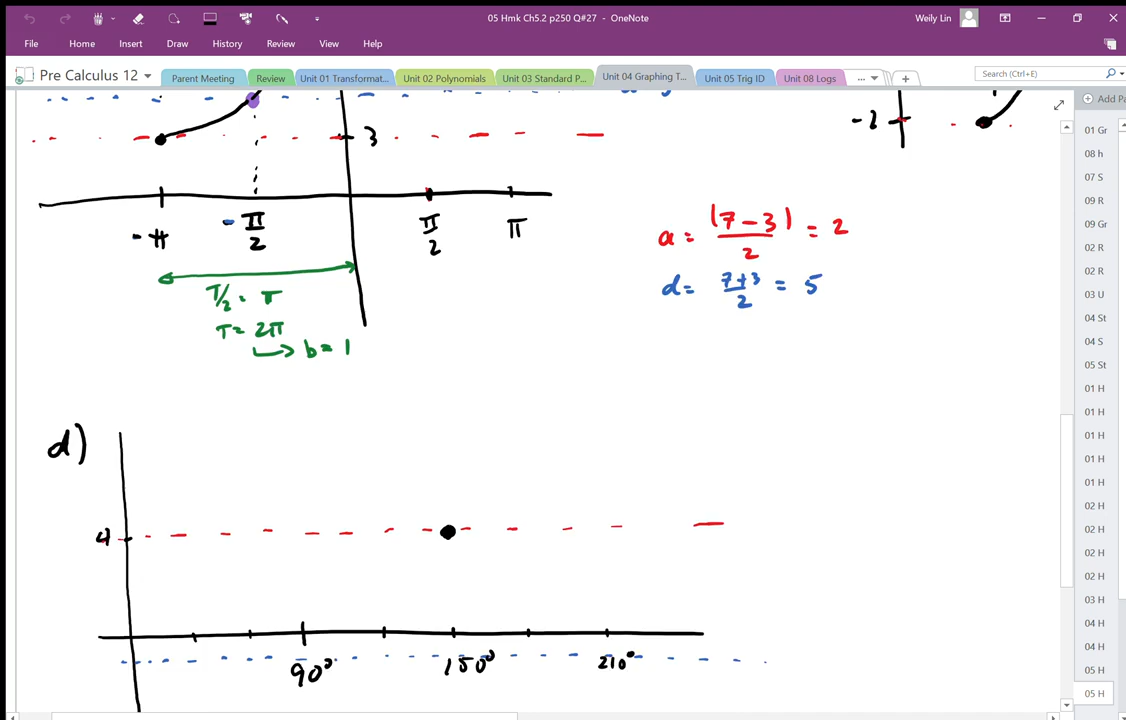 05 Hmk Ch5.2 p250 Q#27 - OneNote
Weily Lin
File Home Insert Draw History Review View Help
Pre Calculus 12
Parent Meeting
Review
Unit 01 Transformat...
Unit 02 Polynomials
Unit 03 Standard P...
Unit 04 Graphing T...
Unit 05 Trig ID
Unit 08 Logs
...
+
Search (Ctrl+E)
Add Pa
01 Gr
08 h
07 S
09 R
09 Gr
02 R
02 R
03 U
04 St
04 S
05 St
01 H
01 H
01 H
01 H
01 H
02 H
02 H
02 H
03 H
04 H
04 H
05 H
05 H
3
-π
-π/2
π/2
π
T/2 = π
T = 2π
→ b = 1
-2
a = (7-3)/2 = 2
d = 7+3/2 = 5
d)
4
90°
150°
210°